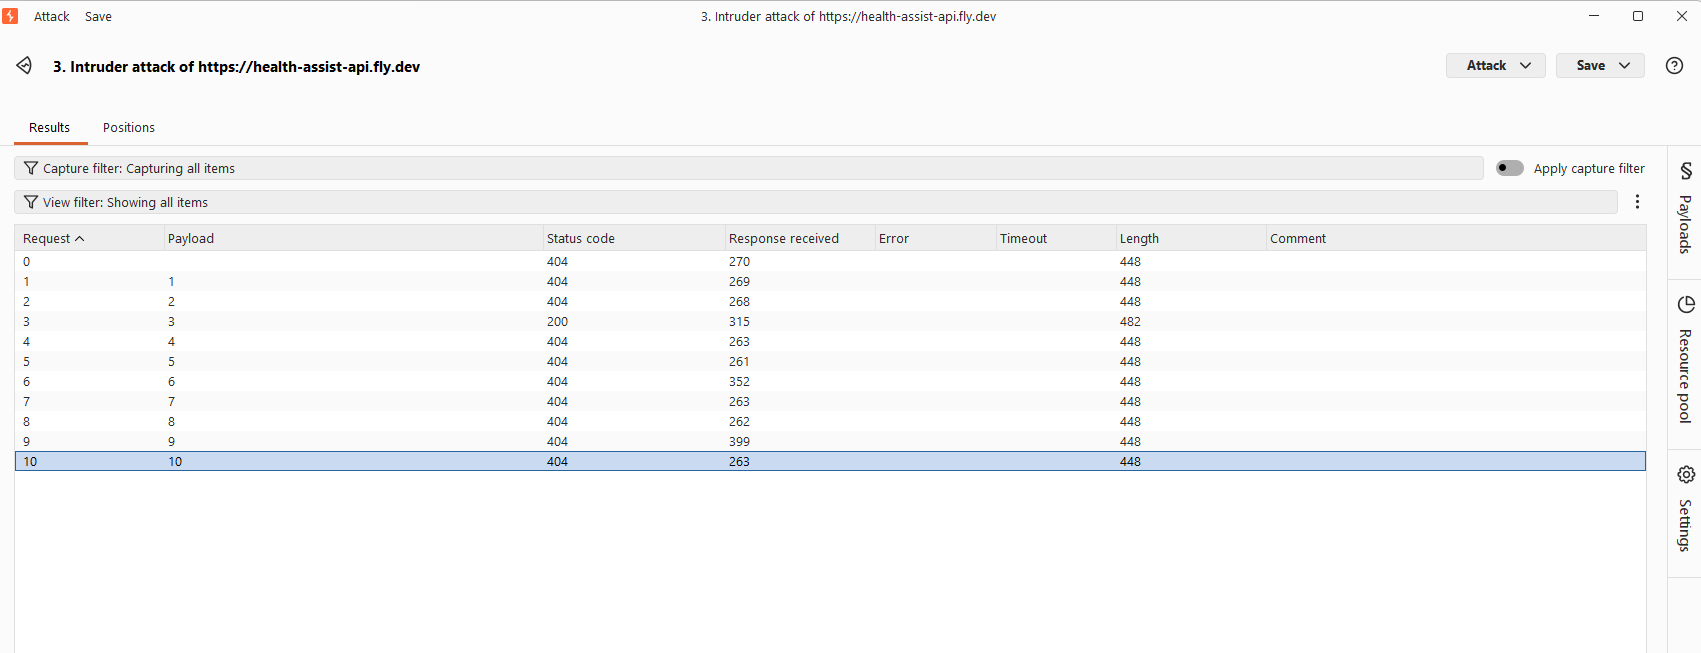 Attack Save 3. Intruder attack of https://health-assist-api.fly.dev
3. Intruder attack of https://health-assist-api.fly.dev Attack Save
Results Positions
Capture filter: Capturing all items Apply capture filter
View filter: Showing all items
Request Payload Status code Response received Error Timeout Length Comment
0 404 270 448
1 1 404 269 448
2 2 404 268 448
3 3 200 315 482
4 4 404 263 448
5 5 404 261 448
6 6 404 352 448
7 7 404 263 448
8 8 404 262 448
9 9 404 399 448
10 10 404 263 448
Payloads
Resource pool
Settings